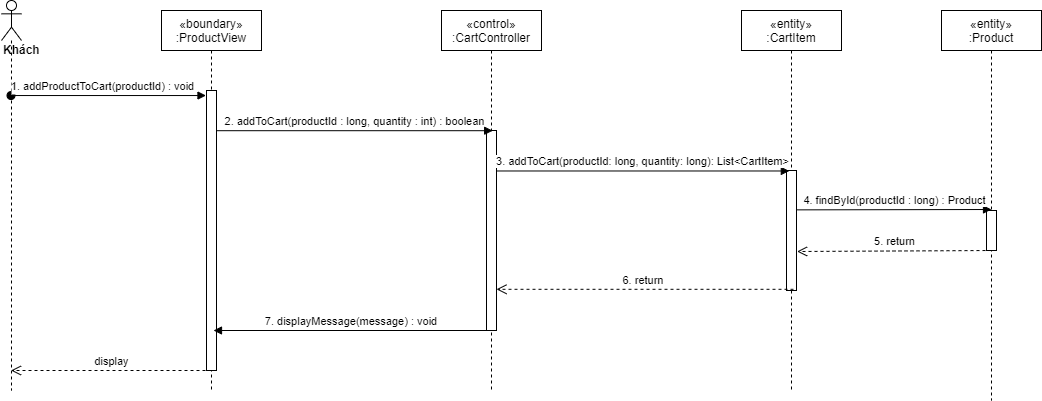 Khách
«boundary»
:ProductView
«control»
:CartController
«entity»
:CartItem
«entity»
:Product
1. addProductToCart(productId) : void
2. addToCart(productId : long, quantity : int) : boolean
3. addToCart(productId: long, quantity: long): List<CartItem>
4. findById(productId : long) : Product
5. return
6. return
7. displayMessage(message) : void
display